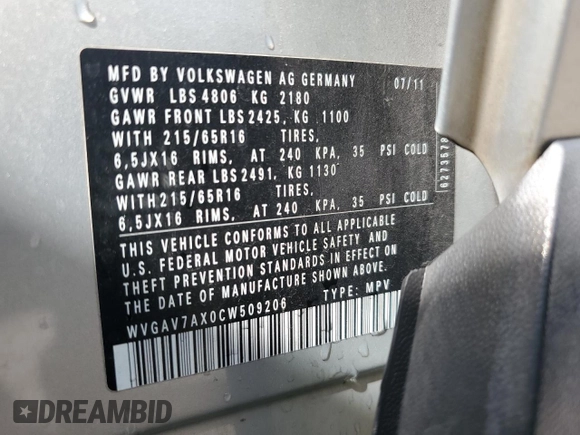 MFD BY VOLKSWAGEN AG GERMANY 07/11
GVWR LBS 4806 KG 2180
GAWR FRONT LBS 2425, KG 1100
WITH 215/65R16 TIRES,
6,5JX16 RIMS, AT 240 KPA, 35 PSI COLD
GAWR REAR LBS 2491, KG 1130
WITH 215/65R16 TIRES,
6,5JX16 RIMS, AT 240 KPA, 35 PSI COLD
THIS VEHICLE CONFORMS TO ALL APPLICABLE
U.S. FEDERAL MOTOR VEHICLE SAFETY AND
THEFT PREVENTION STANDARDS IN EFFECT ON
THE DATE OF MANUFACTURE SHOWN ABOVE.
WVGAV7AX0CW509206 TYPE: MPV
6273579
DREAMBID